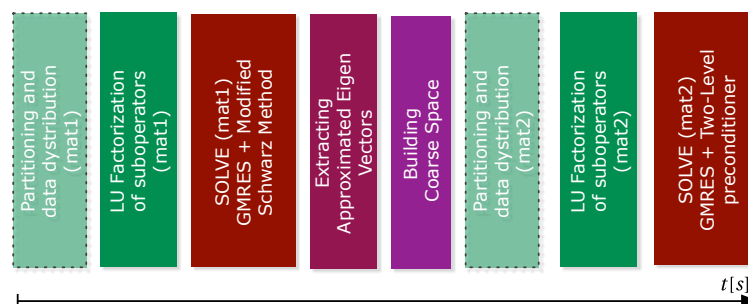 Partitioning and
data dystribution
(mat1)
LU Factorization
of suboperators
(mat1)
SOLVE (mat1)
GMRES + Modified
Schwarz Method
Extracting
Approximated Eigen
Vectors
Building
Coarse Space
Partitioning and
data dystribution
(mat2)
LU Factorization
of suboperators
(mat2)
SOLVE (mat2)
GMRES + Two-Level
preconditioner
t[s]